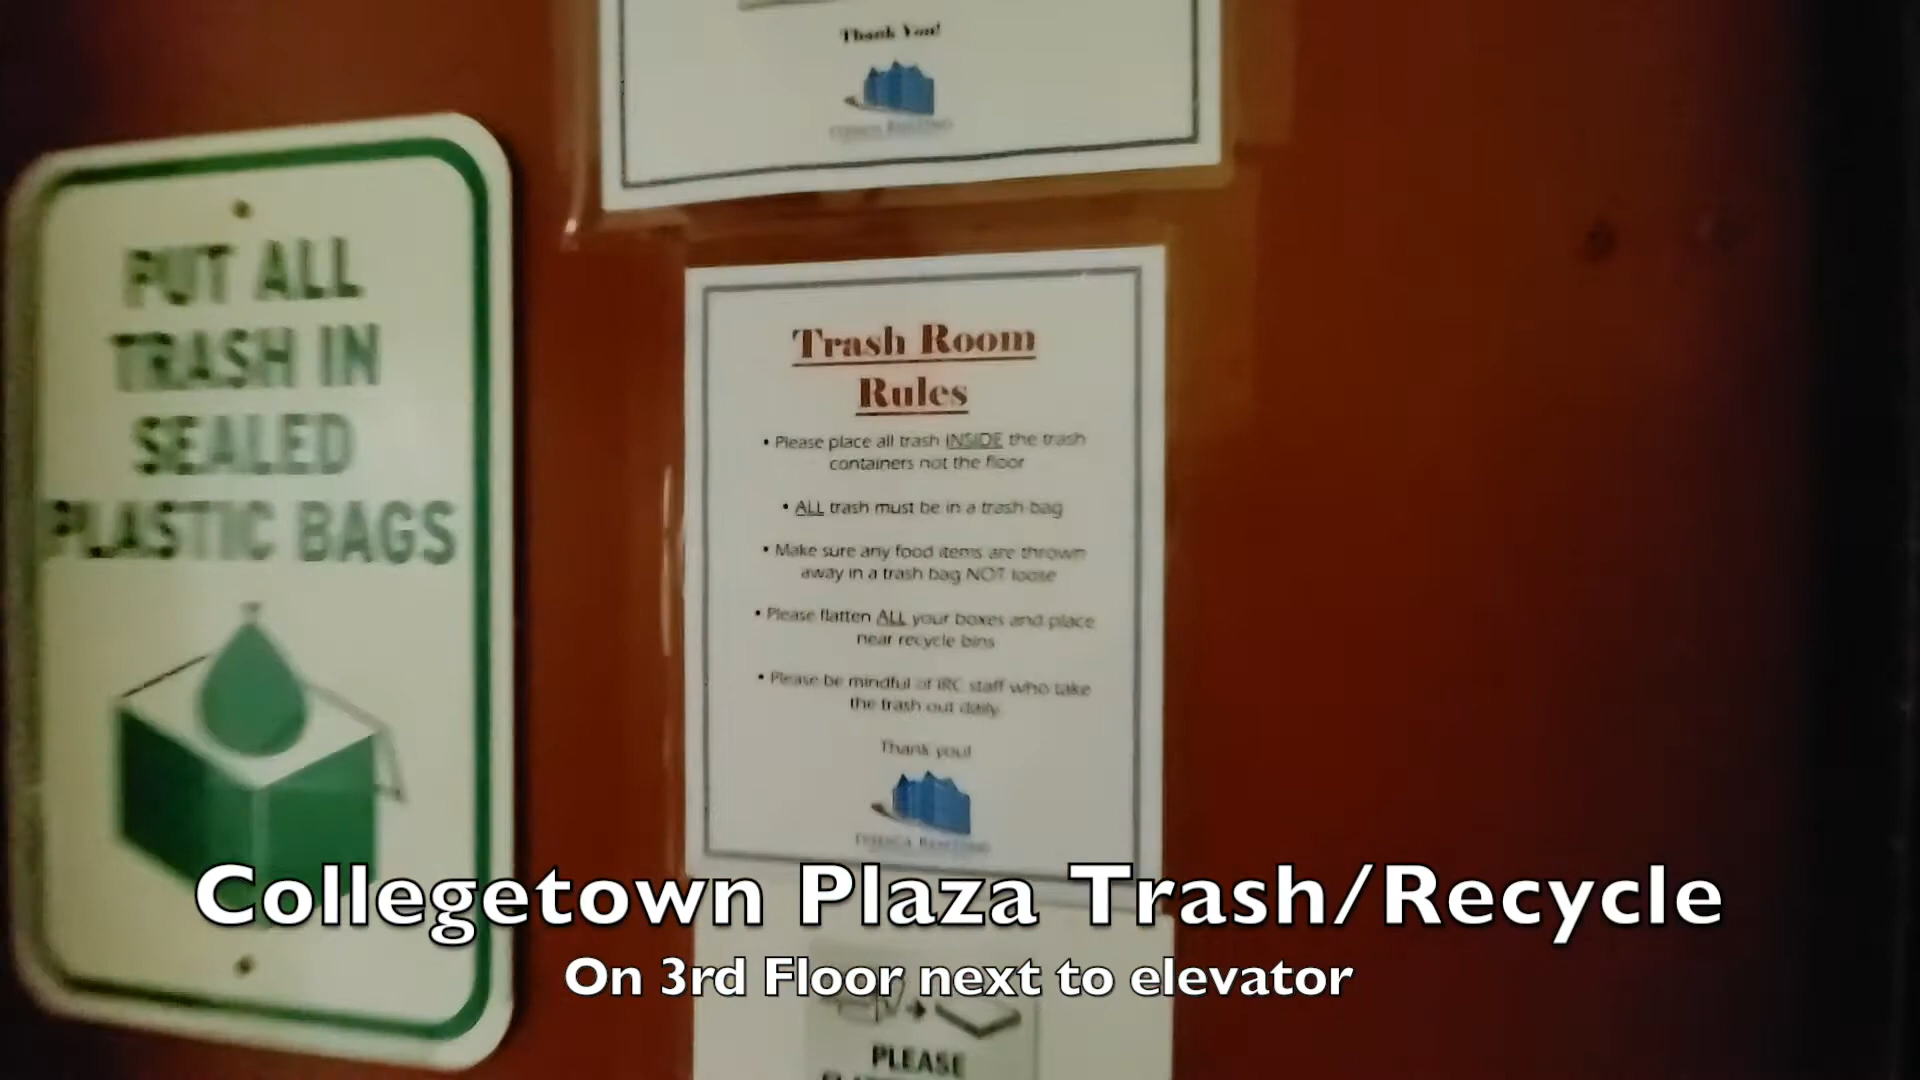 Thank You!
PUT ALL
TRASH IN
SEALED
PLASTIC BAGS
Trash Room
Rules
• Please place all trash INSIDE the trash
containers not the floor
• ALL trash must be in a trash bag
• Make sure any food items are thrown
away in a trash bag NOT loose
• Please flatten ALL your boxes and place
near recycle bins
• Please be mindful of IRC staff who take
the trash out daily.
Thank you!
ITHACA RENTING
Collegetown Plaza Trash/Recycle
On 3rd Floor next to elevator
PLEASE